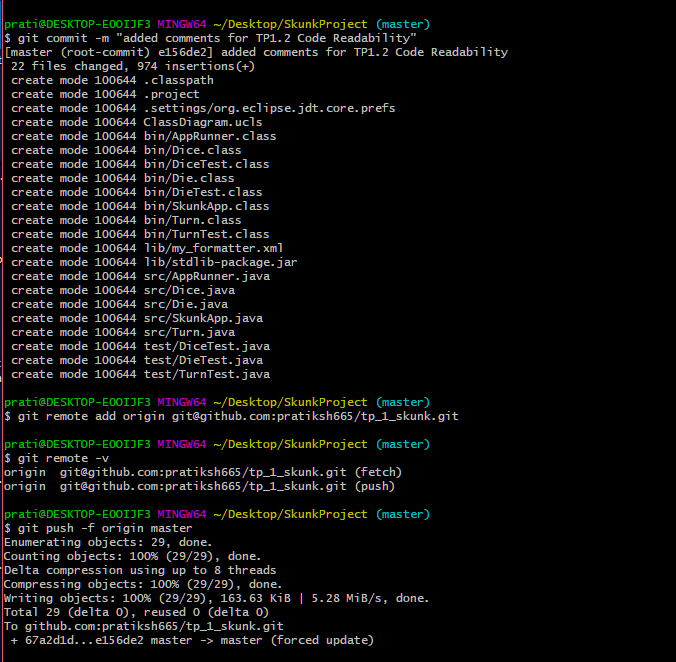 prati@DESKTOP-EOOIJF3 MINGW64 ~/Desktop/SkunkProject (master)
$ git commit -m "added comments for TP1.2 Code Readability"
[master (root-commit) e156de2] added comments for TP1.2 Code Readability
 22 files changed, 974 insertions(+)
 create mode 100644 .classpath
 create mode 100644 .project
 create mode 100644 .settings/org.eclipse.jdt.core.prefs
 create mode 100644 ClassDiagram.ucls
 create mode 100644 bin/AppRunner.class
 create mode 100644 bin/Dice.class
 create mode 100644 bin/DiceTest.class
 create mode 100644 bin/Die.class
 create mode 100644 bin/DieTest.class
 create mode 100644 bin/SkunkApp.class
 create mode 100644 bin/Turn.class
 create mode 100644 bin/TurnTest.class
 create mode 100644 lib/my_formatter.xml
 create mode 100644 lib/stdlib-package.jar
 create mode 100644 src/AppRunner.java
 create mode 100644 src/Dice.java
 create mode 100644 src/Die.java
 create mode 100644 src/SkunkApp.java
 create mode 100644 src/Turn.java
 create mode 100644 test/DiceTest.java
 create mode 100644 test/DieTest.java
 create mode 100644 test/TurnTest.java
prati@DESKTOP-EOOIJF3 MINGW64 ~/Desktop/SkunkProject (master)
$ git remote add origin git@github.com:pratiksh665/tp_1_skunk.git
prati@DESKTOP-EOOIJF3 MINGW64 ~/Desktop/SkunkProject (master)
$ git remote -v
origin  git@github.com:pratiksh665/tp_1_skunk.git (fetch)
origin  git@github.com:pratiksh665/tp_1_skunk.git (push)
prati@DESKTOP-EOOIJF3 MINGW64 ~/Desktop/SkunkProject (master)
$ git push -f origin master
Enumerating objects: 29, done.
Counting objects: 100% (29/29), done.
Delta compression using up to 8 threads
Compressing objects: 100% (29/29), done.
Writing objects: 100% (29/29), 163.63 KiB | 5.28 MiB/s, done.
Total 29 (delta 0), reused 0 (delta 0)
To github.com:pratiksh665/tp_1_skunk.git
 + 67a2d1d...e156de2 master -> master (forced update)